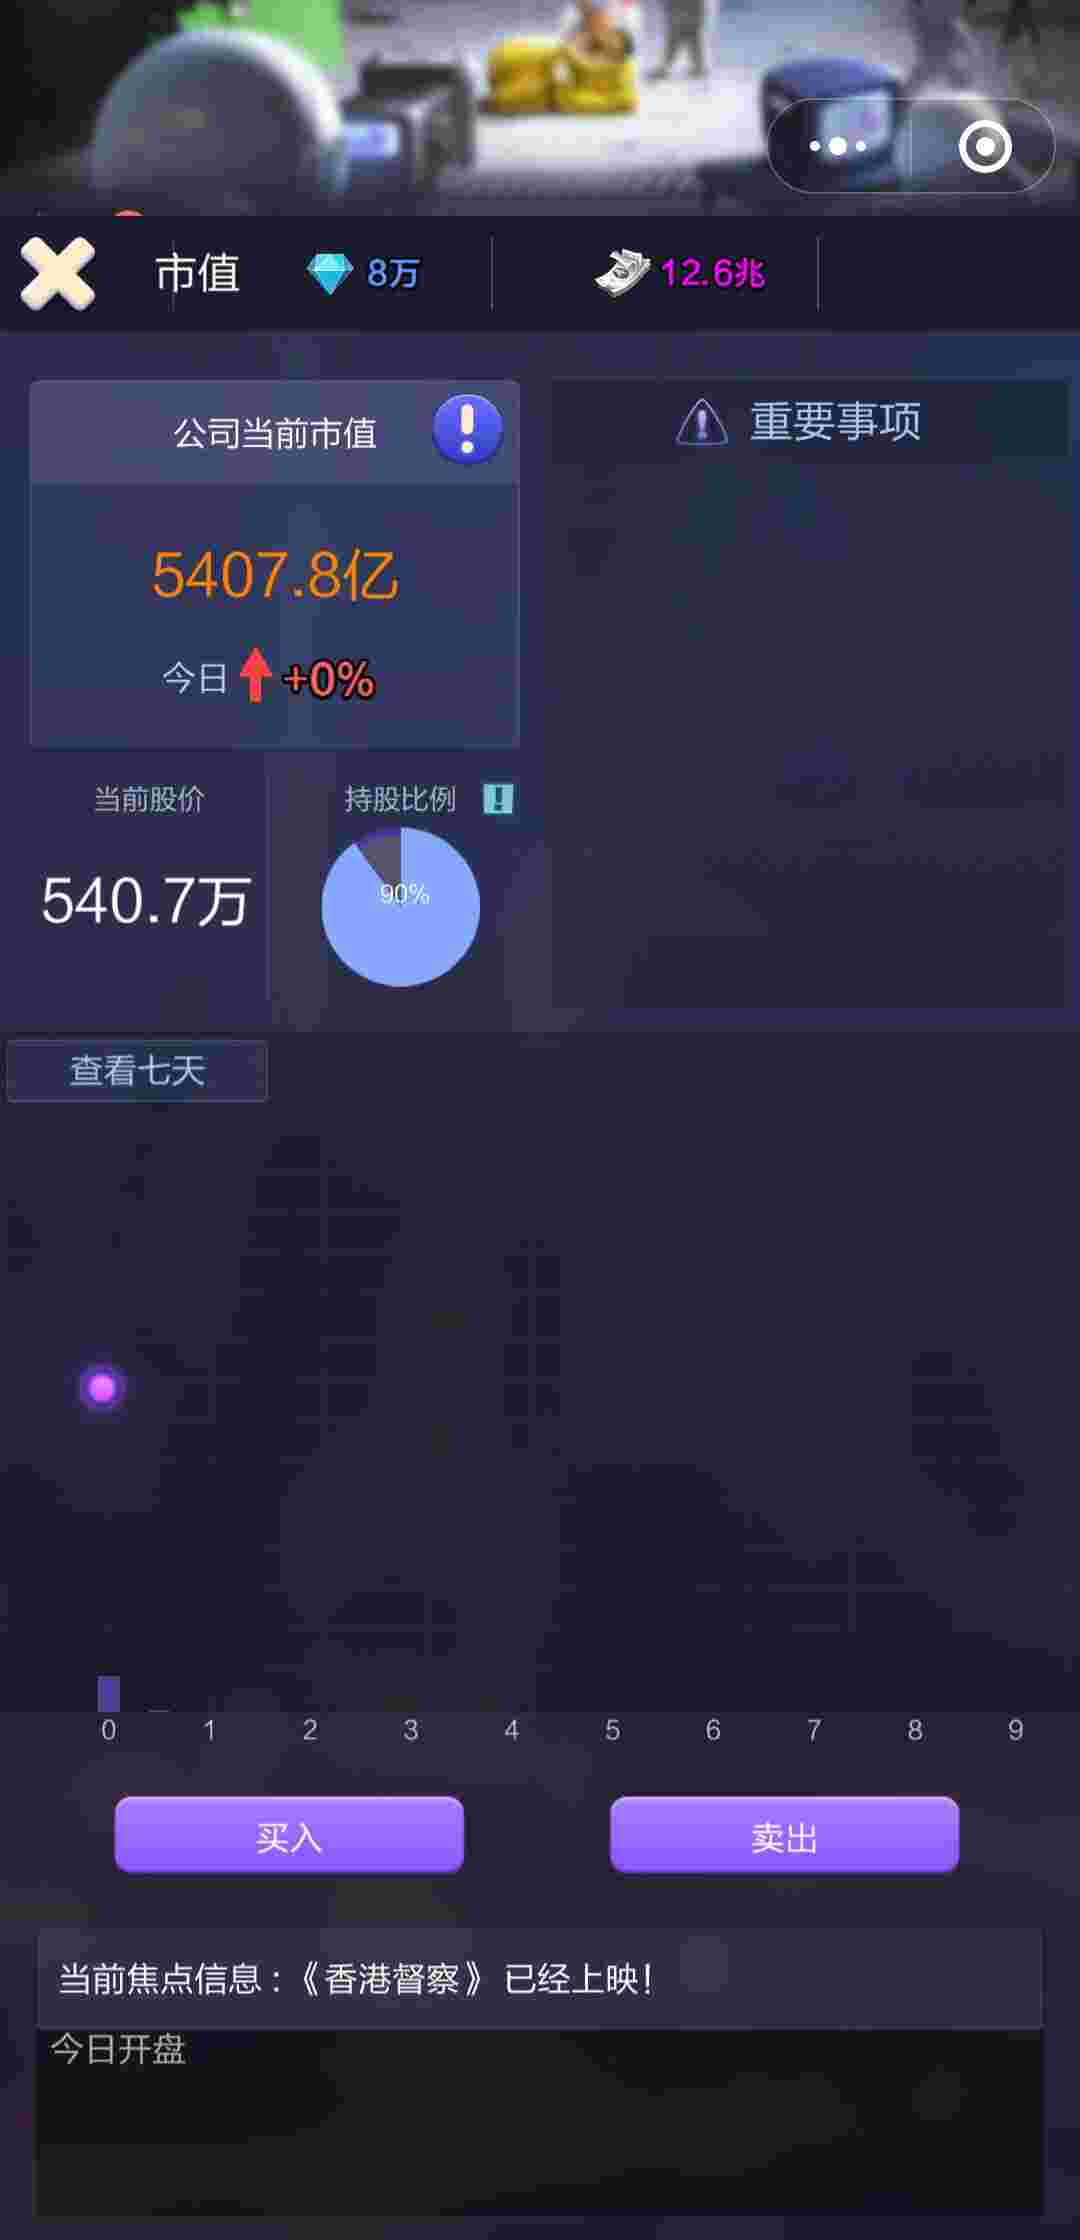 市值 8万 12.6兆
公司当前市值
重要事项
5407.8亿
今日 +0%
当前股价
持股比例
540.7万
90%
查看七天
0 1 2 3 4 5 6 7 8 9
买入 卖出
当前焦点信息:《香港督察》 已经上映!
今日开盘